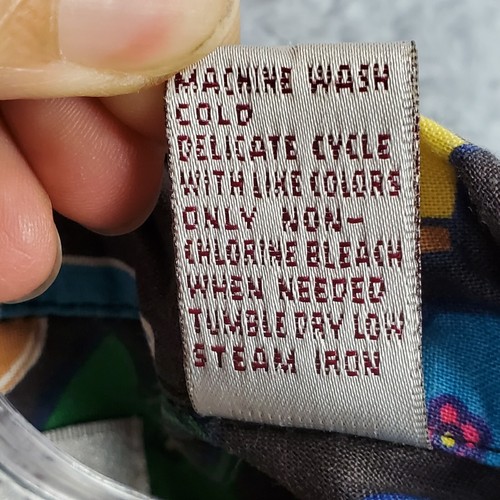 MACHINE WASH
COLD
DELICATE CYCLE
WITH LIKE COLORS
ONLY NON-
CHLORINE BLEACH
WHEN NEEDED
TUMBLE DRY LOW
STEAM IRON